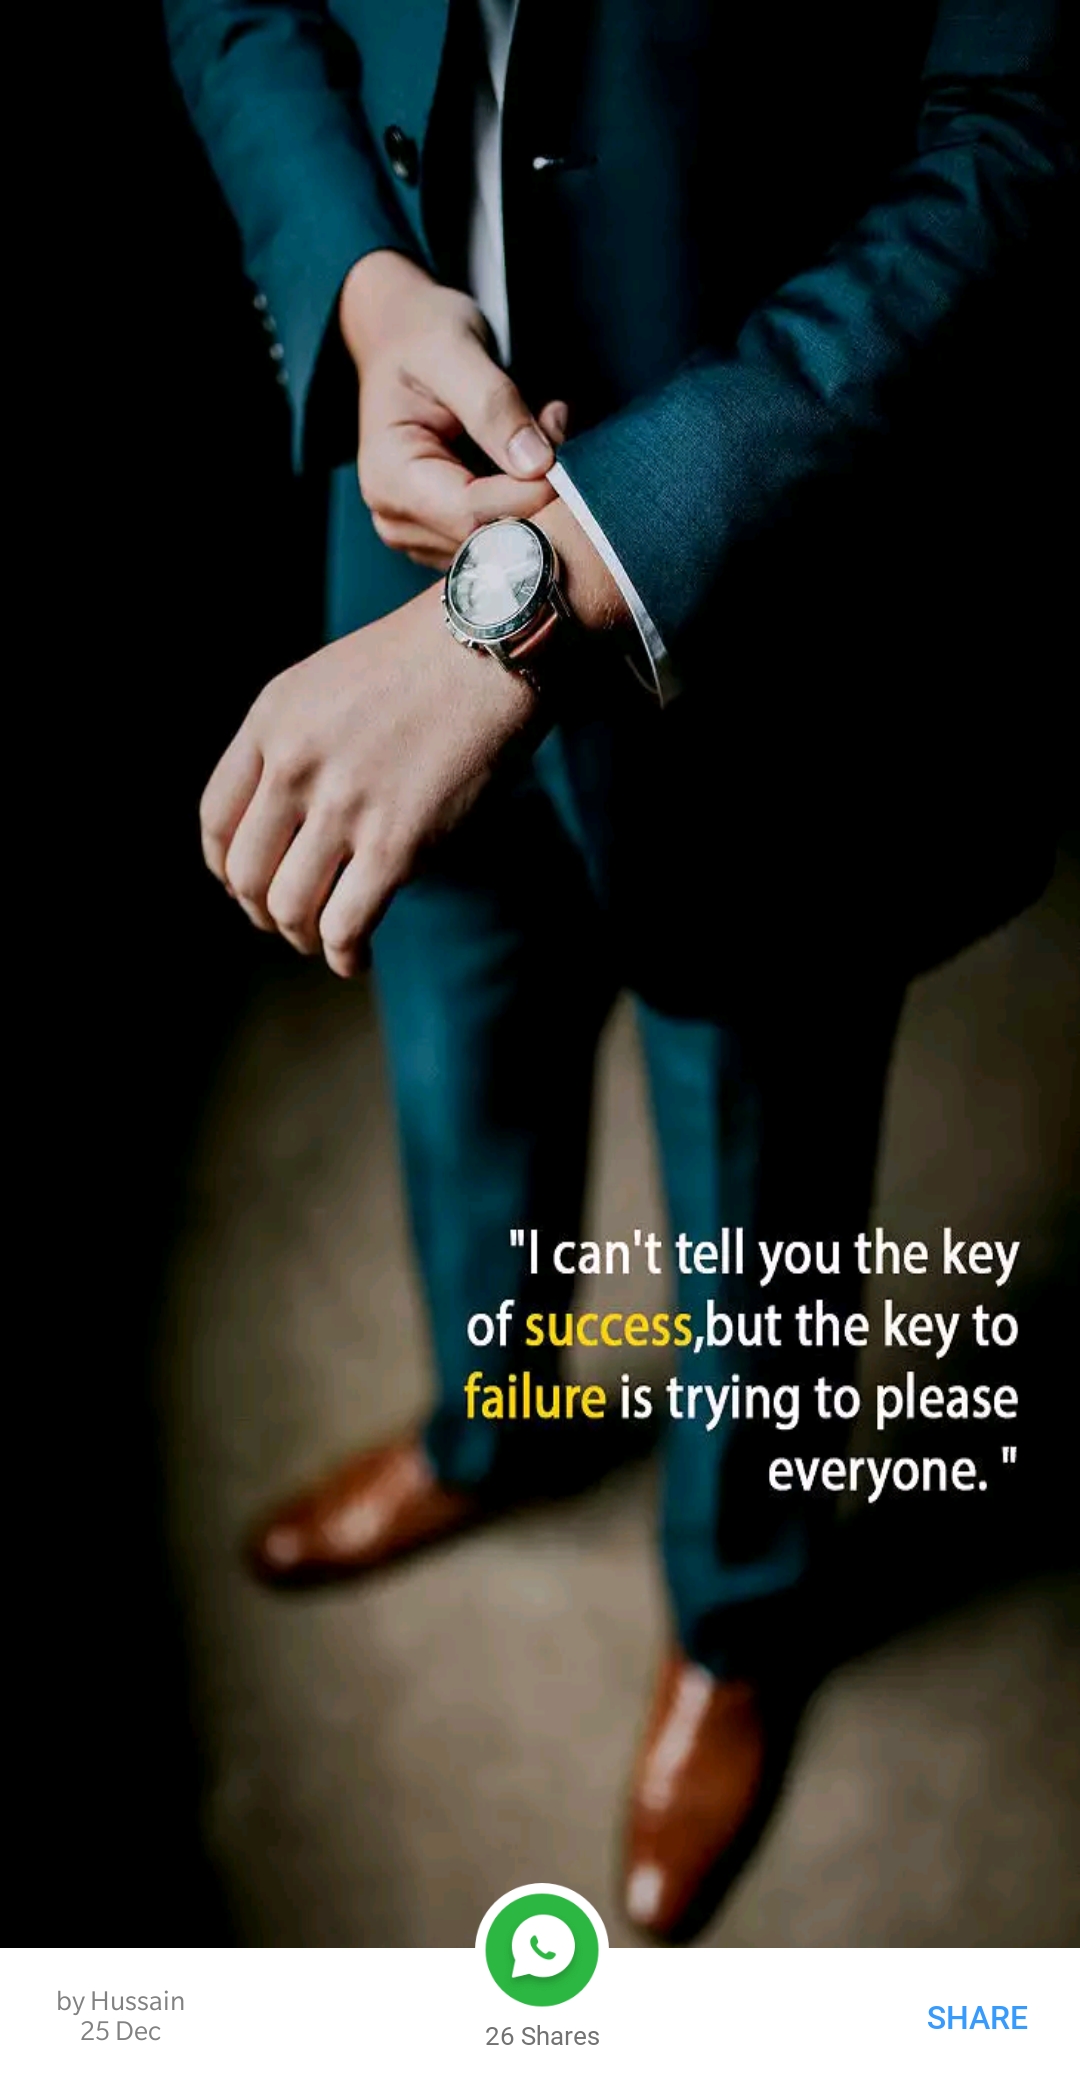 "I can't tell you the key
of success,but the key to
failure is trying to please
everyone. "
by Hussain
25 Dec
26 Shares
SHARE